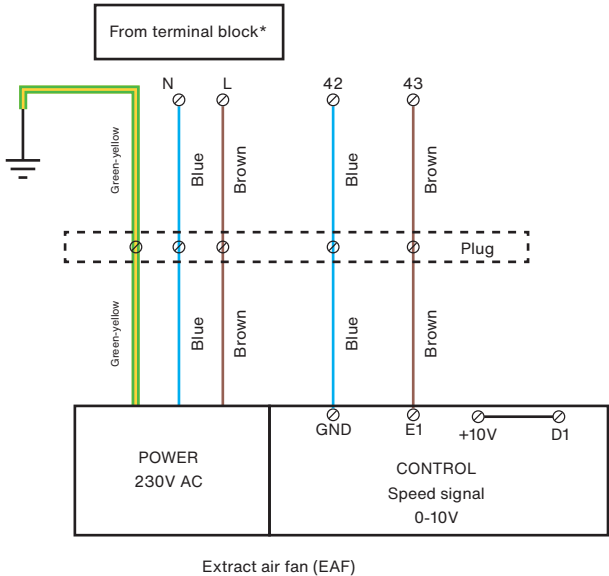 From terminal block*
N L 42 43
Green-yellow Blue Brown Blue Brown
Plug
Green-yellow Blue Brown Blue Brown
GND E1 +10V D1
POWER
230V AC
CONTROL
Speed signal
0-10V
Extract air fan (EAF)